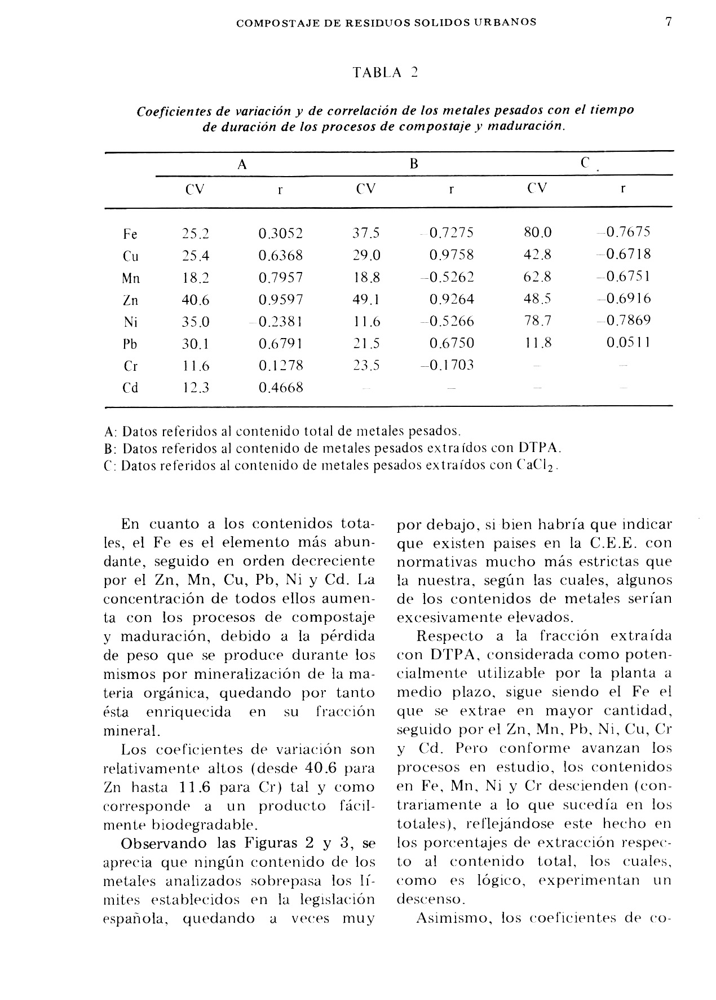 COMPOSTAJE DE RESIDUOS SOLIDOS URBANOS 7
TABLA 2
Coeficientes de variación y de correlación de los metales pesados con el tiempo
de duración de los procesos de compostaje y maduración.
A B C
CV r CV r CV r
Fe 25.2 0.3052 37.5 –0.7275 80.0 –0.7675
Cu 25.4 0.6368 29.0 0.9758 42.8 –0.6718
Mn 18.2 0.7957 18.8 –0.5262 62.8 –0.6751
Zn 40.6 0.9597 49.1 0.9264 48.5 –0.6916
Ni 35.0 –0.2381 11.6 –0.5266 78.7 –0.7869
Pb 30.1 0.6791 21.5 0.6750 11.8 0.0511
Cr 11.6 0.1278 23.5 –0.1703 – –
Cd 12.3 0.4668 – – – –
A: Datos referidos al contenido total de metales pesados.
B: Datos referidos al contenido de metales pesados extraídos con DTPA.
C: Datos referidos al contenido de metales pesados extraídos con CaCl₂.
En cuanto a los contenidos tota-
les, el Fe es el elemento más abun-
dante, seguido en orden decreciente
por el Zn, Mn, Cu, Pb, Ni y Cd. La
concentración de todos ellos aumen-
ta con los procesos de compostaje
y maduración, debido a la pérdida
de peso que se produce durante los
mismos por mineralización de la ma-
teria orgánica, quedando por tanto
ésta enriquecida en su fracción
mineral.
Los coeficientes de variación son
relativamente altos (desde 40.6 para
Zn hasta 11.6 para Cr) tal y como
corresponde a un producto fácil-
mente biodegradable.
Observando las Figuras 2 y 3, se
aprecia que ningún contenido de los
metales analizados sobrepasa los lí-
mites establecidos en la legislación
española, quedando a veces muy
por debajo, si bien habría que indicar
que existen paises en la C.E.E. con
normativas mucho más estrictas que
la nuestra, según las cuales, algunos
de los contenidos de metales serían
excesivamente elevados.
Respecto a la fracción extraída
con DTPA, considerada como poten-
cialmente utilizable por la planta a
medio plazo, sigue siendo el Fe el
que se extrae en mayor cantidad,
seguido por el Zn, Mn, Pb, Ni, Cu, Cr
y Cd. Pero conforme avanzan los
procesos en estudio, los contenidos
en Fe, Mn, Ni y Cr descienden (con-
trariamente a lo que sucedía en los
totales), reflejándose este hecho en
los porcentajes de extracción respec-
to al contenido total, los cuales,
como es lógico, experimentan un
descenso.
Asimismo, los coeficientes de co-